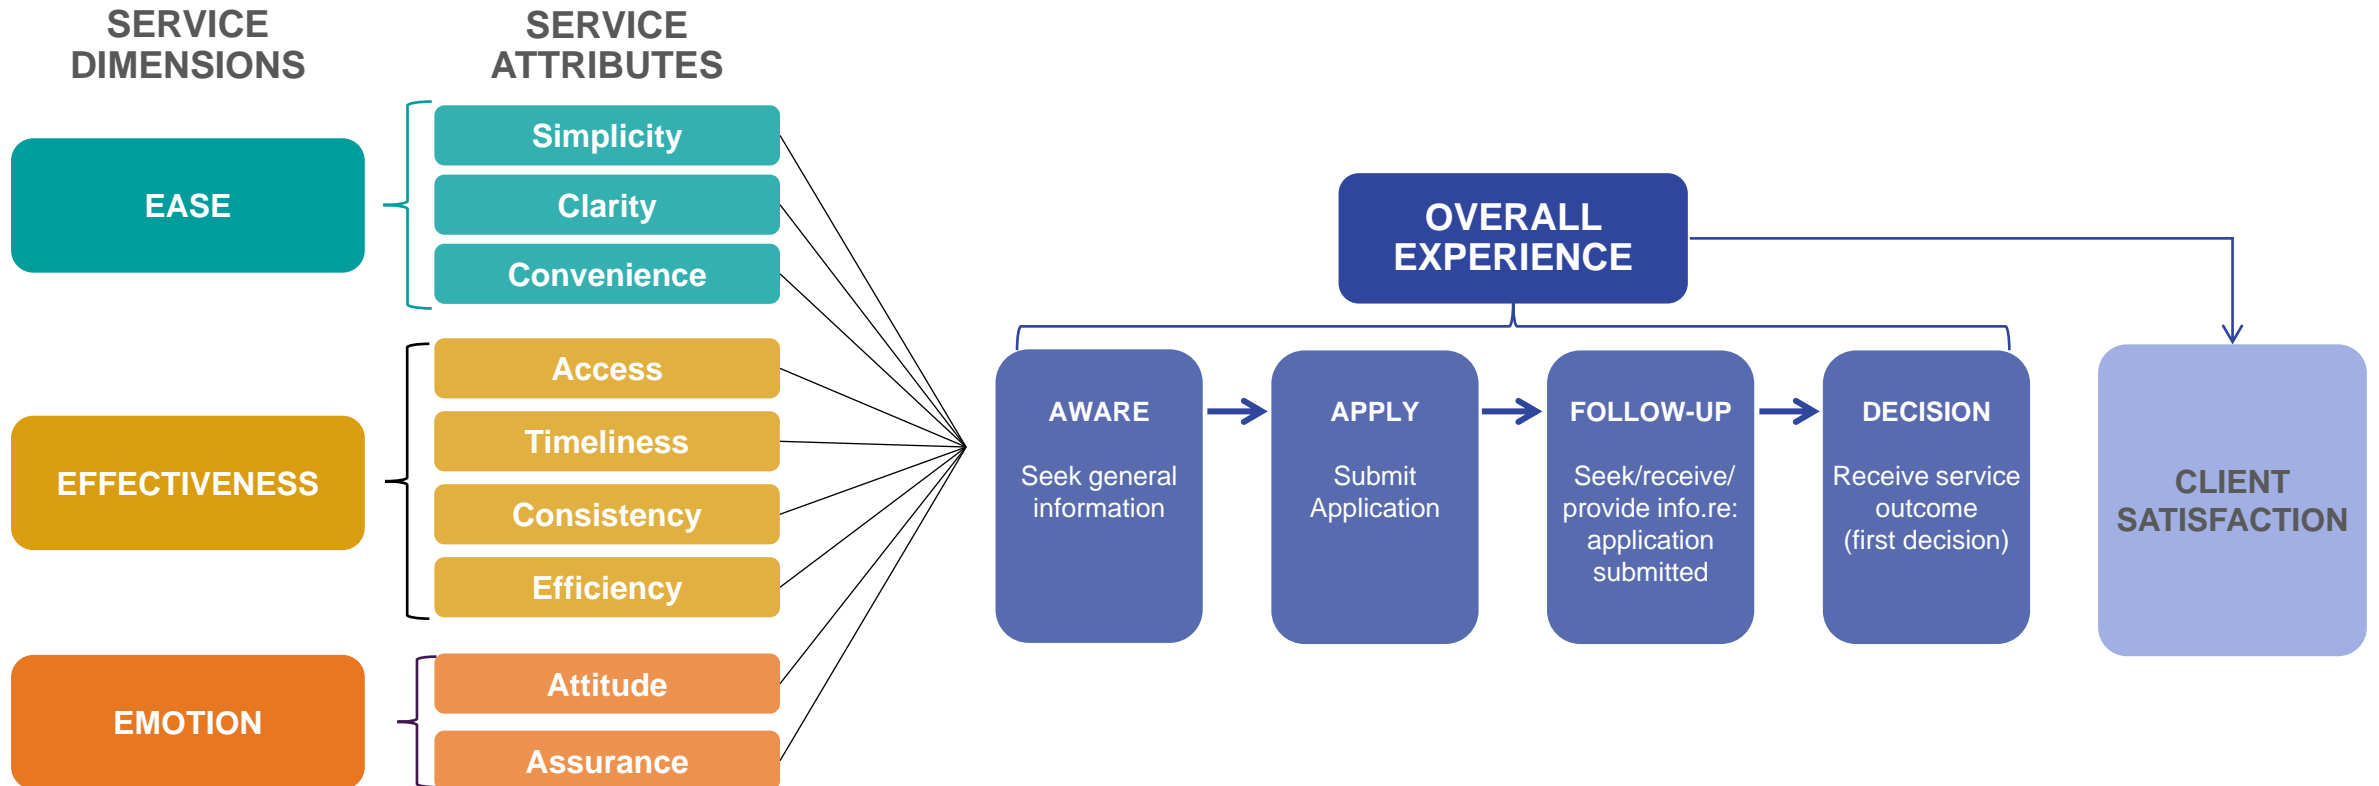 SERVICE
DIMENSIONS
SERVICE
ATTRIBUTES
EASE
Simplicity
Clarity
Convenience
EFFECTIVENESS
Access
Timeliness
Consistency
Efficiency
EMOTION
Attitude
Assurance
OVERALL
EXPERIENCE
AWARE
Seek general
information
APPLY
Submit
Application
FOLLOW-UP
Seek/receive/
provide info.re:
application
submitted
DECISION
Receive service
outcome
(first decision)
CLIENT
SATISFACTION